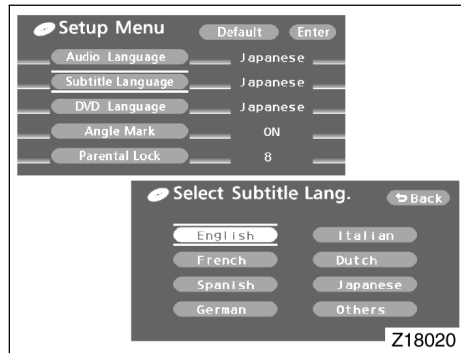 Setup Menu Default Enter
Audio Language Japanese
Subtitle Language Japanese
DVD Language Japanese
Angle Mark ON
Parental Lock 8
Select Subtitle Lang. Back
English Italian
French Dutch
Spanish Japanese
German Others
Z18020